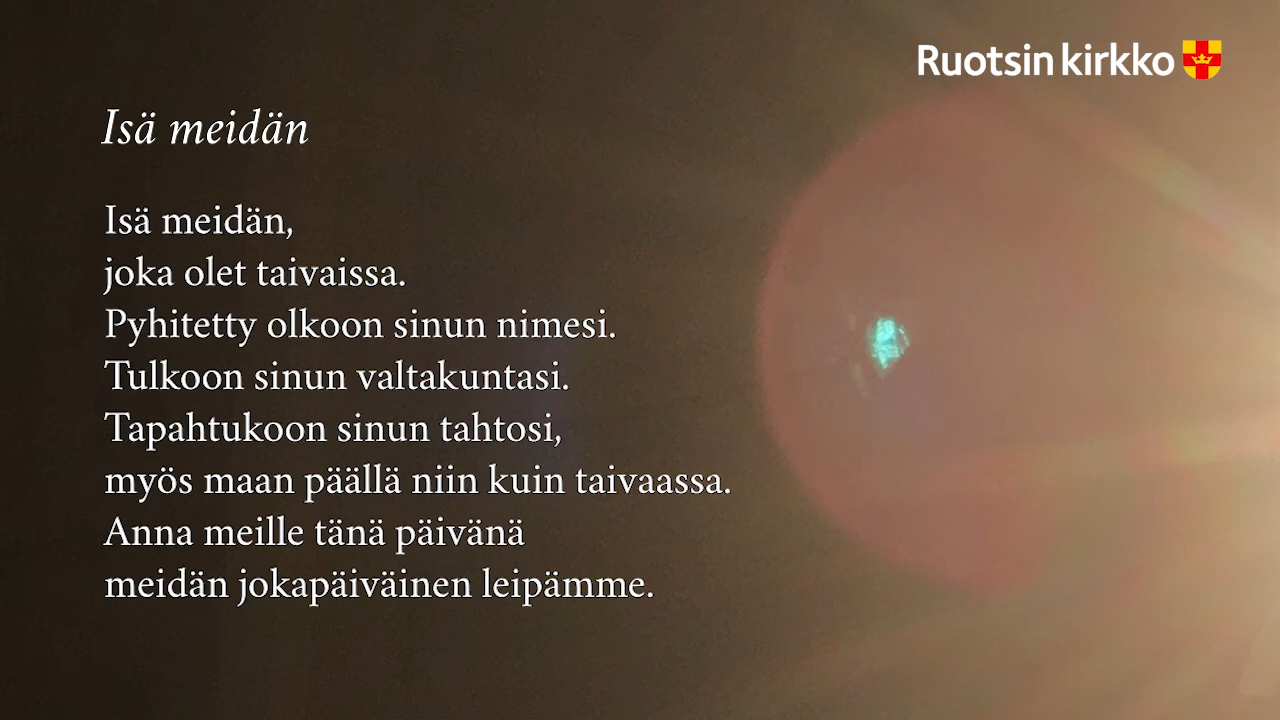 Ruotsin kirkko
Isä meidän
Isä meidän,
joka olet taivaissa.
Pyhitetty olkoon sinun nimesi.
Tulkoon sinun valtakuntasi.
Tapahtukoon sinun tahtosi,
myös maan päällä niin kuin taivaassa.
Anna meille tänä päivänä
meidän jokapäiväinen leipämme.